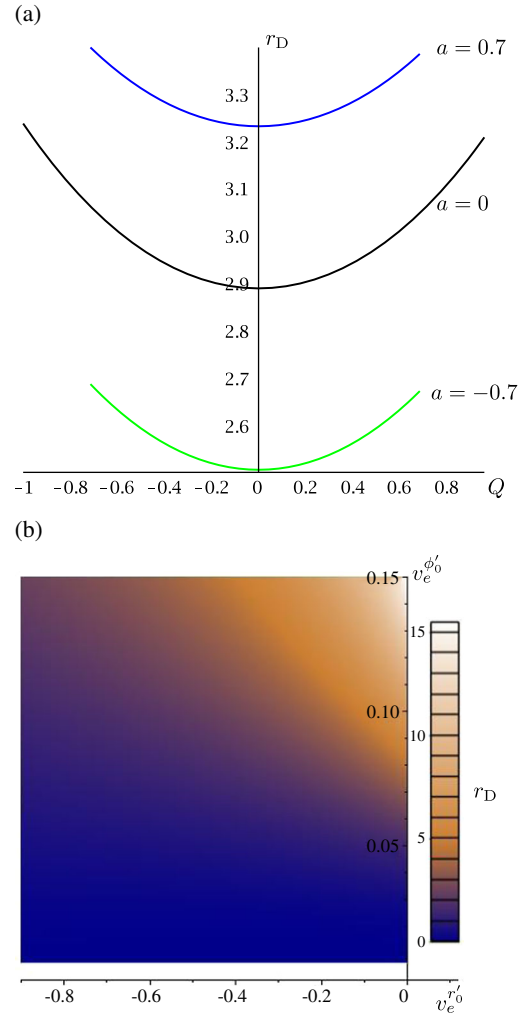 (a)
r_D
a = 0.7
3.3
3.2
3.1
a = 0
3.0
2.9
2.8
2.7
a = −0.7
2.6
-1 -0.8 -0.6 -0.4 -0.2 0 0.2 0.4 0.6 0.8 Q
(b)
v_e^{ϕ′_0}
0.15
15
0.10
10
r_D
0.05
5
0
-0.8 -0.6 -0.4 -0.2 0
v_e^{r′_0}